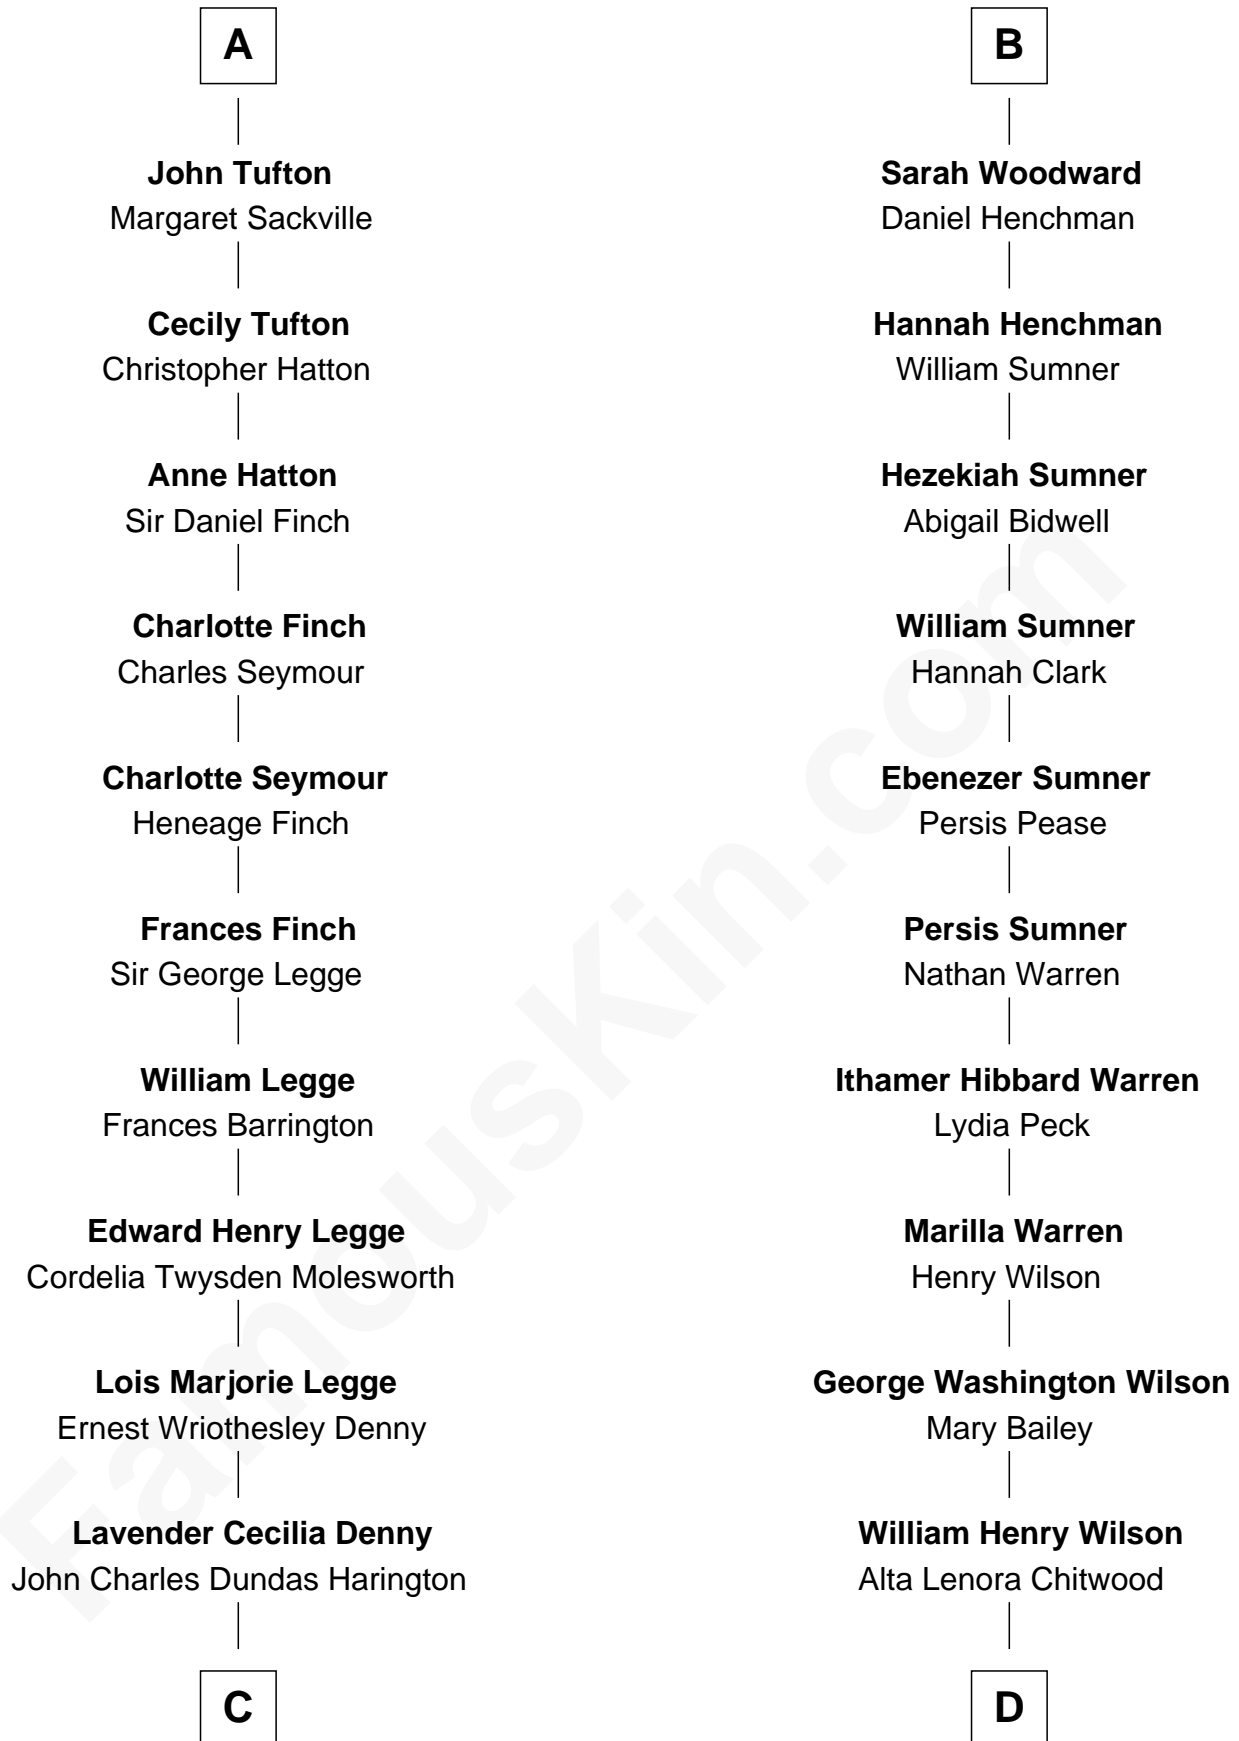 A
John Tufton
Margaret Sackville
Cecily Tufton
Christopher Hatton
Anne Hatton
Sir Daniel Finch
Charlotte Finch
Charles Seymour
Charlotte Seymour
Heneage Finch
Frances Finch
Sir George Legge
William Legge
Frances Barrington
Edward Henry Legge
Cordelia Twysden Molesworth
Lois Marjorie Legge
Ernest Wriothesley Denny
Lavender Cecilia Denny
John Charles Dundas Harington
C
B
Sarah Woodward
Daniel Henchman
Hannah Henchman
William Sumner
Hezekiah Sumner
Abigail Bidwell
William Sumner
Hannah Clark
Ebenezer Sumner
Persis Pease
Persis Sumner
Nathan Warren
Ithamer Hibbard Warren
Lydia Peck
Marilla Warren
Henry Wilson
George Washington Wilson
Mary Bailey
William Henry Wilson
Alta Lenora Chitwood
D
FamousKin.com